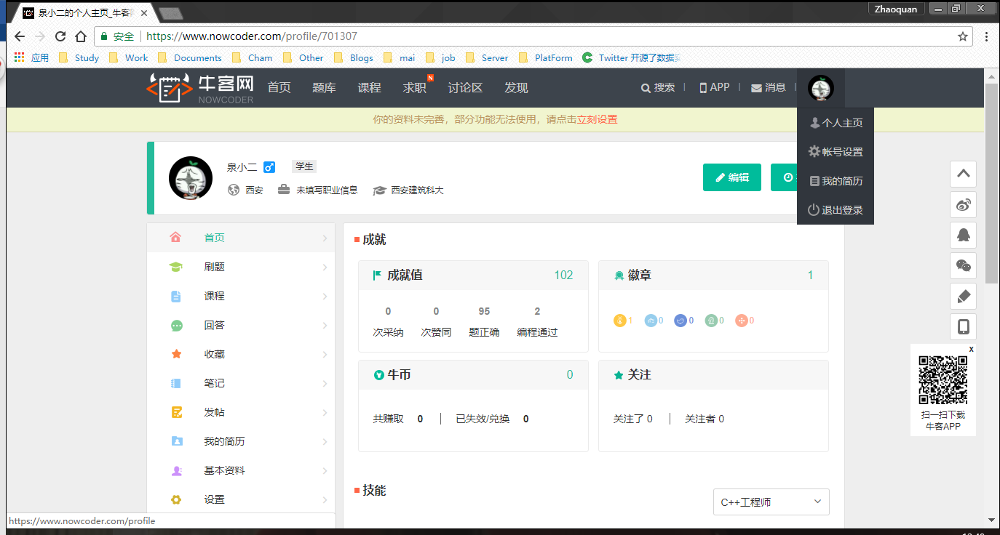 泉小二的个人主页_牛客
Zhaoquan
安全 https://www.nowcoder.com/profile/701307
应用 Study Work Documents Cham Other Blogs mai job Server PlatForm Twitter 开源了数据
牛客网
NOWCODER
首页 题库 课程 求职 N 讨论区 发现 搜索 APP 消息
你的资料未完善，部分功能无法使用，请点击立刻设置
个人主页
帐号设置
我的简历
退出登录
泉小二 学生
西安 未填写职业信息 西安建筑科大
编辑
首页
刷题
课程
回答
收藏
笔记
发帖
我的简历
基本资料
设置
成就
成就值 102
0 0 95 2
次采纳 次赞同 题正确 编程通过
徽章 1
1 0 0 0 0
牛币 0
共赚取 0 已失效/兑换 0
关注
关注了 0 关注者 0
技能
C++工程师
x
扫一扫下载
牛客APP
https://www.nowcoder.com/profile